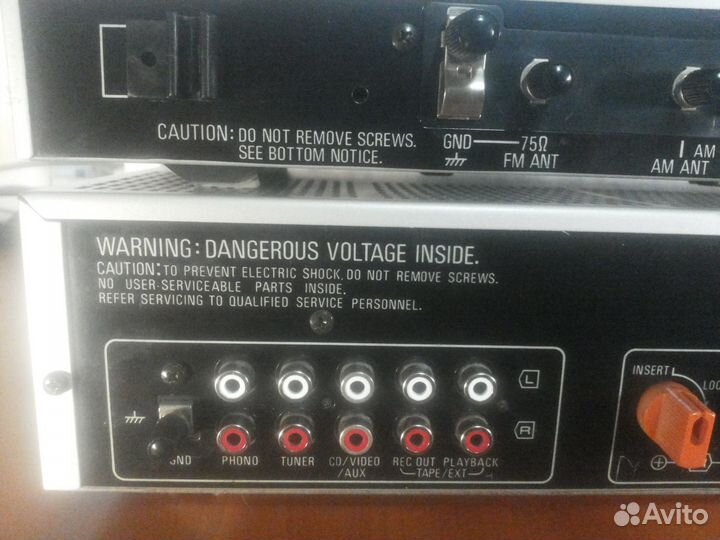 CAUTION: DO NOT REMOVE SCREWS.
SEE BOTTOM NOTICE.
GND 75Ω
FM ANT
AM
AM ANT
WARNING: DANGEROUS VOLTAGE INSIDE.
CAUTION: TO PREVENT ELECTRIC SHOCK, DO NOT REMOVE SCREWS.
NO USER-SERVICEABLE PARTS INSIDE.
REFER SERVICING TO QUALIFIED SERVICE PERSONNEL.
INSERT
LOC
L
R
GND PHONO TUNER CD/VIDEO REC OUT PLAYBACK
/AUX TAPE/EXT
Avito